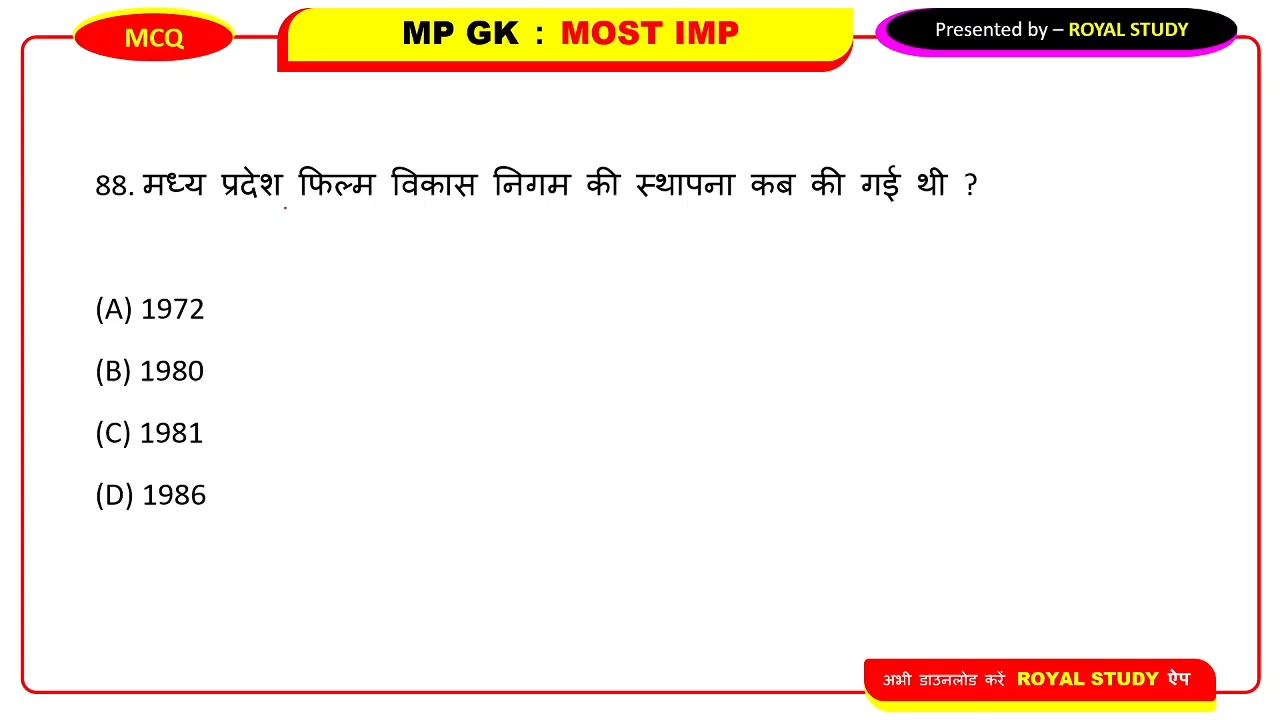 MCQ
MP GK : MOST IMP
Presented by – ROYAL STUDY
88. मध्य प्रदेश फिल्म विकास निगम की स्थापना कब की गई थी ?
(A) 1972
(B) 1980
(C) 1981
(D) 1986
अभी डाउनलोड करें ROYAL STUDY ऐप